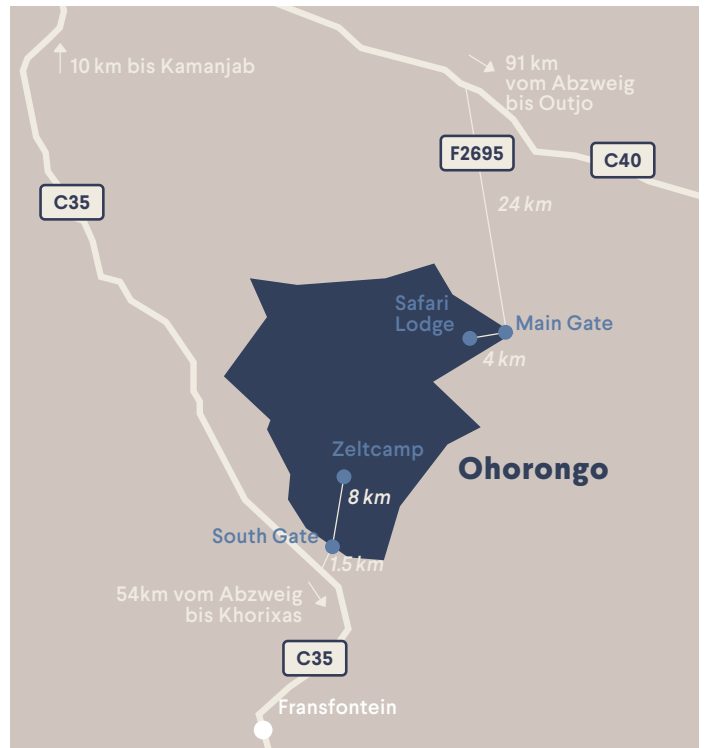 10 km bis Kamanjab
91 km
vom Abzweig
bis Outjo
F2695
C40
C35
24 km
Safari
Lodge
Main Gate
4 km
Zeltcamp
Ohorongo
8 km
South Gate
1.5 km
54km vom Abzweig
bis Khorixas
C35
Fransfontein